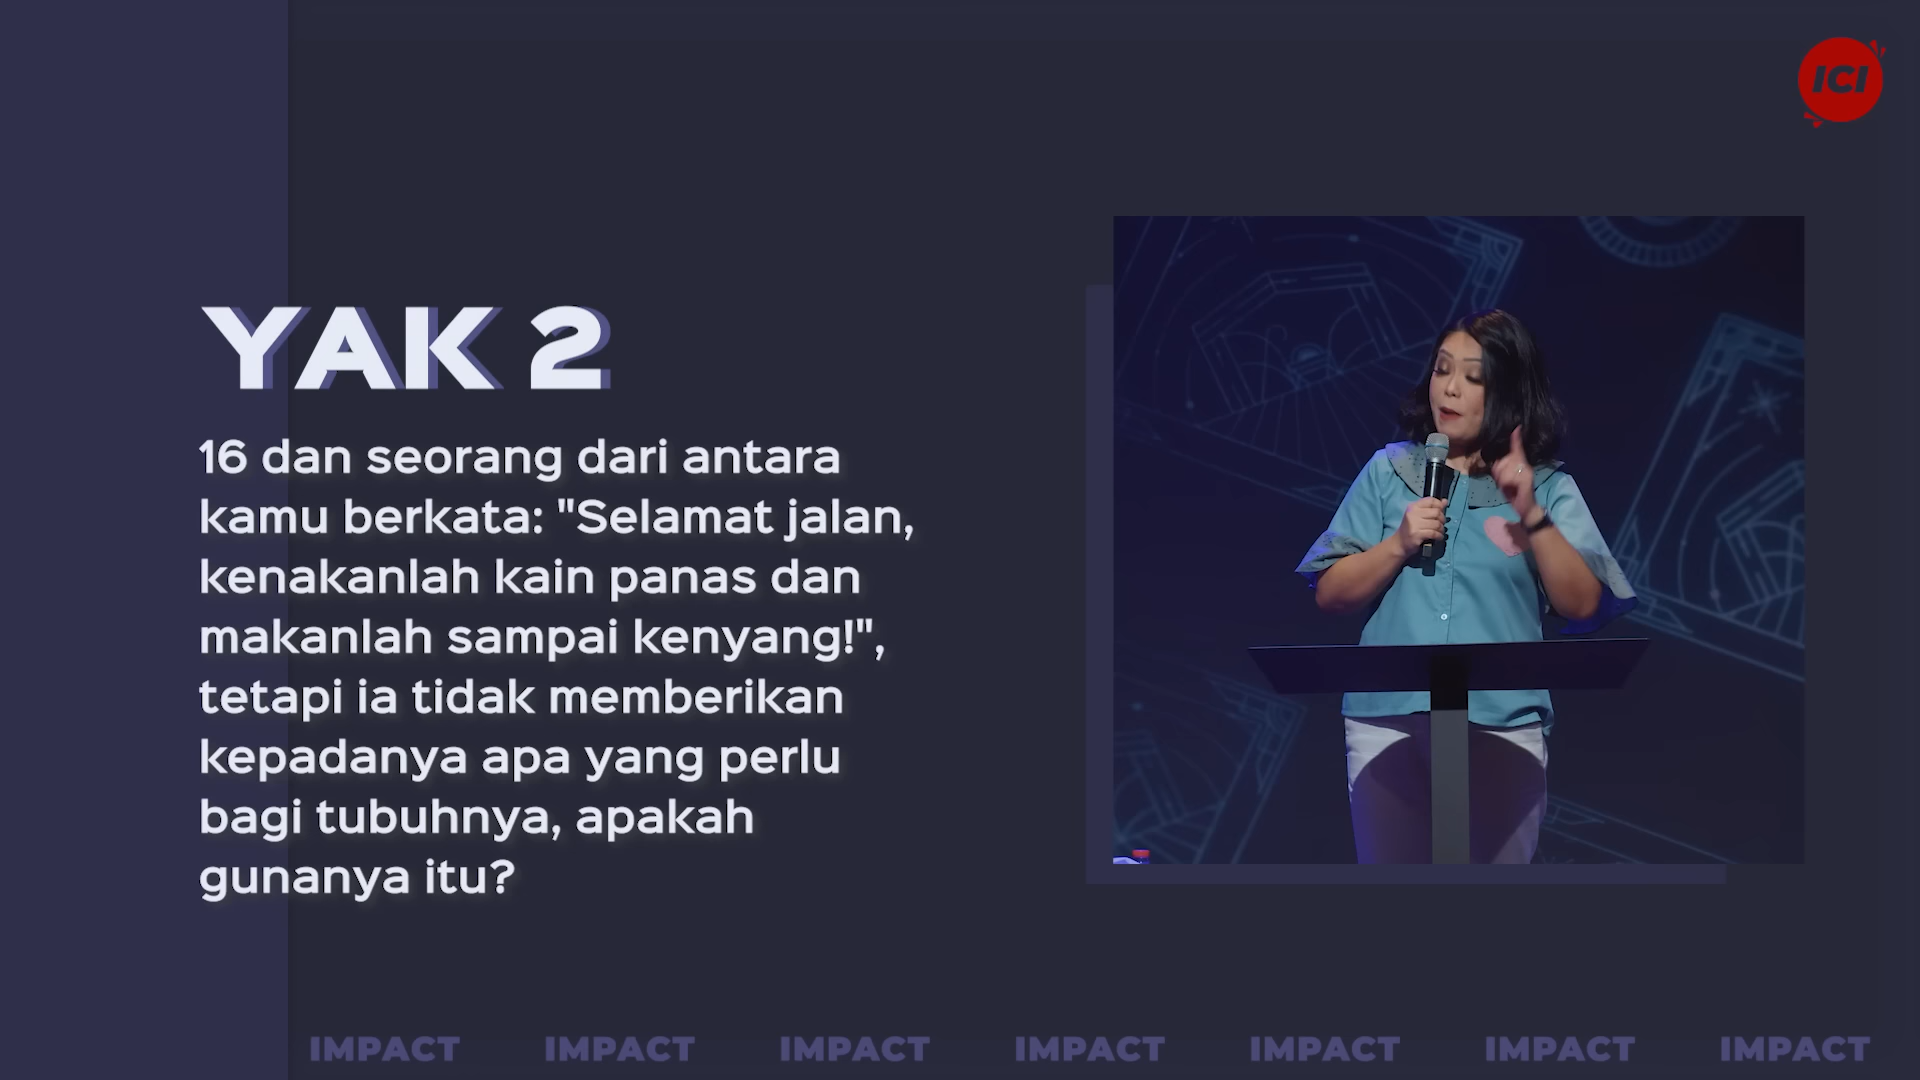 ICI
YAK 2
16 dan seorang dari antara
kamu berkata: "Selamat jalan,
kenakanlah kain panas dan
makanlah sampai kenyang!",
tetapi ia tidak memberikan
kepadanya apa yang perlu
bagi tubuhnya, apakah
gunanya itu?
IMPACT IMPACT IMPACT IMPACT IMPACT IMPACT IMPACT